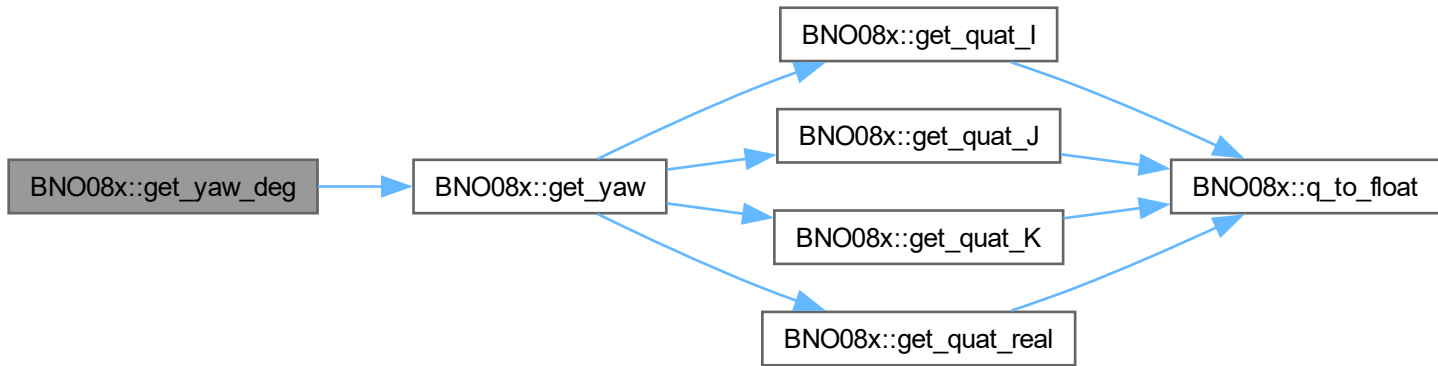 BNO08x::get_yaw_deg
BNO08x::get_yaw
BNO08x::get_quat_I
BNO08x::get_quat_J
BNO08x::get_quat_K
BNO08x::get_quat_real
BNO08x::q_to_float